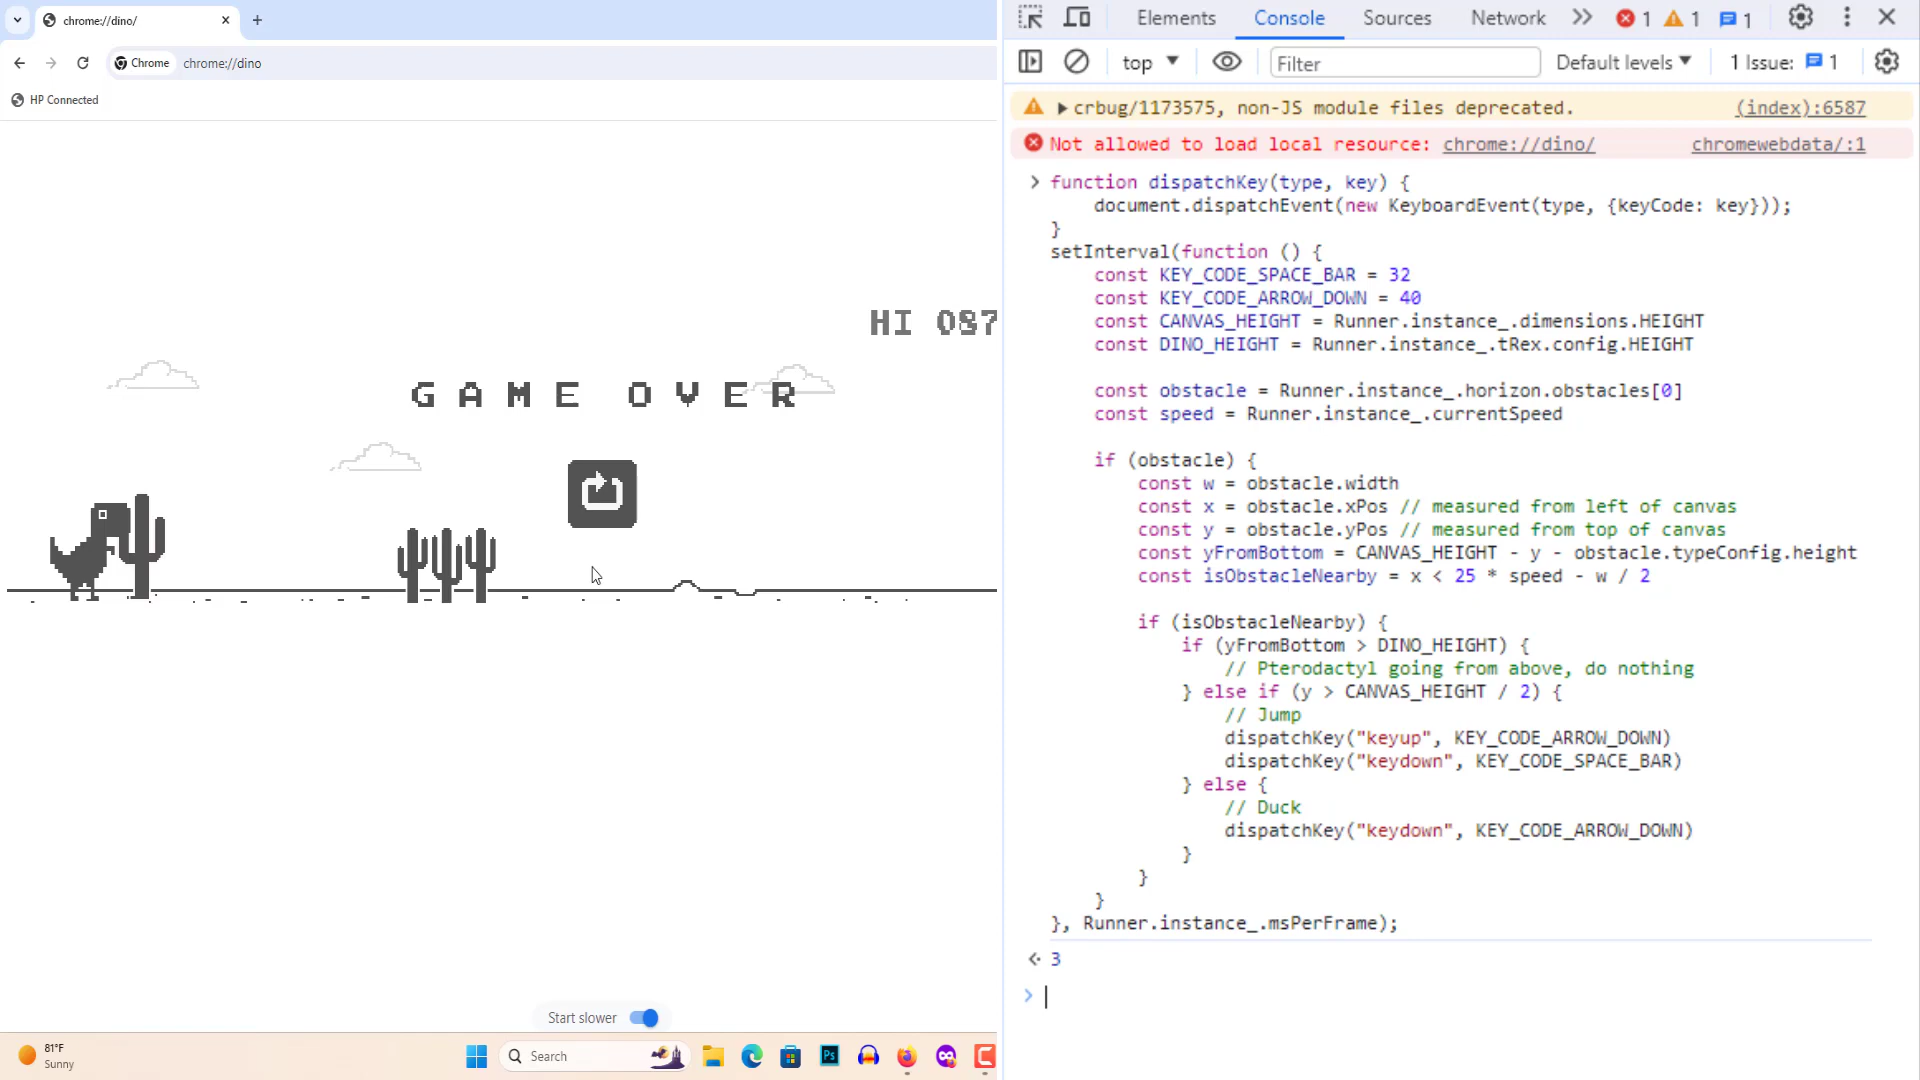 chrome://dino/
Chrome
chrome://dino
HP Connected
HI 087
GAME OVER
Start slower
81°F
Sunny
Search
Ps
Elements
Console
Sources
Network
1
1
1
top
Filter
Default levels
1 Issue:
1
crbug/1173575, non-JS module files deprecated.
(index):6587
Not allowed to load local resource: chrome://dino/
chromewebdata/:1
function dispatchKey(type, key) {
    document.dispatchEvent(new KeyboardEvent(type, {keyCode: key}));
}
setInterval(function () {
    const KEY_CODE_SPACE_BAR = 32
    const KEY_CODE_ARROW_DOWN = 40
    const CANVAS_HEIGHT = Runner.instance_.dimensions.HEIGHT
    const DINO_HEIGHT = Runner.instance_.tRex.config.HEIGHT
    const obstacle = Runner.instance_.horizon.obstacles[0]
    const speed = Runner.instance_.currentSpeed
    if (obstacle) {
        const w = obstacle.width
        const x = obstacle.xPos // measured from left of canvas
        const y = obstacle.yPos // measured from top of canvas
        const yFromBottom = CANVAS_HEIGHT - y - obstacle.typeConfig.height
        const isObstacleNearby = x < 25 * speed - w / 2
        if (isObstacleNearby) {
            if (yFromBottom > DINO_HEIGHT) {
                // Pterodactyl going from above, do nothing
            } else if (y > CANVAS_HEIGHT / 2) {
                // Jump
                dispatchKey("keyup", KEY_CODE_ARROW_DOWN)
                dispatchKey("keydown", KEY_CODE_SPACE_BAR)
            } else {
                // Duck
                dispatchKey("keydown", KEY_CODE_ARROW_DOWN)
            }
        }
    }
}, Runner.instance_.msPerFrame);
3